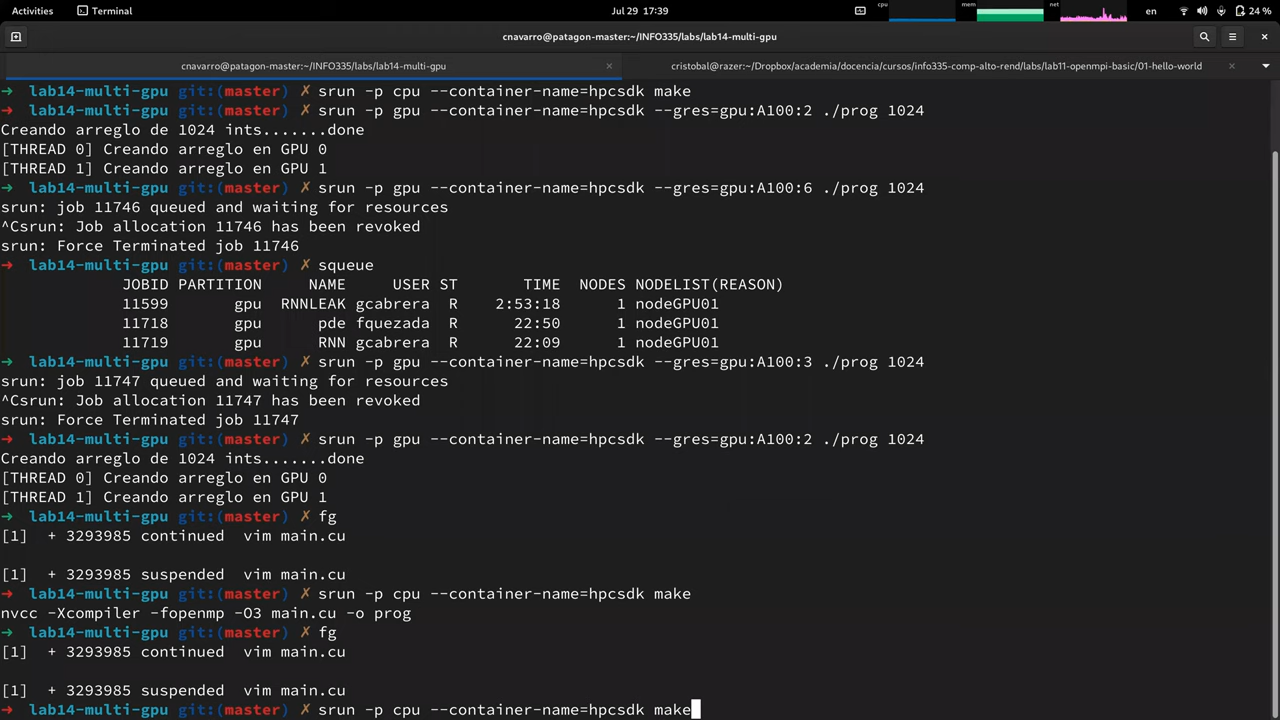 Activities Terminal Jul 29 17:39 cpu mem net en 24 %
cnavarro@patagon-master:~/INFO335/labs/lab14-multi-gpu
cnavarro@patagon-master:~/INFO335/labs/lab14-multi-gpu × cristobal@razer:~/Dropbox/academia/docencia/cursos/info335-comp-alto-rend/labs/lab11-openmpi-basic/01-hello-world ×
➜ lab14-multi-gpu git:(master) ✗ srun -p cpu --container-name=hpcsdk make
➜ lab14-multi-gpu git:(master) ✗ srun -p gpu --container-name=hpcsdk --gres=gpu:A100:2 ./prog 1024
Creando arreglo de 1024 ints.......done
[THREAD 0] Creando arreglo en GPU 0
[THREAD 1] Creando arreglo en GPU 1
➜ lab14-multi-gpu git:(master) ✗ srun -p gpu --container-name=hpcsdk --gres=gpu:A100:6 ./prog 1024
srun: job 11746 queued and waiting for resources
^Csrun: Job allocation 11746 has been revoked
srun: Force Terminated job 11746
➜ lab14-multi-gpu git:(master) ✗ squeue
JOBID PARTITION NAME USER ST TIME NODES NODELIST(REASON)
11599 gpu RNNLEAK gcabrera R 2:53:18 1 nodeGPU01
11718 gpu pde fquezada R 22:50 1 nodeGPU01
11719 gpu RNN gcabrera R 22:09 1 nodeGPU01
➜ lab14-multi-gpu git:(master) ✗ srun -p gpu --container-name=hpcsdk --gres=gpu:A100:3 ./prog 1024
srun: job 11747 queued and waiting for resources
^Csrun: Job allocation 11747 has been revoked
srun: Force Terminated job 11747
➜ lab14-multi-gpu git:(master) ✗ srun -p gpu --container-name=hpcsdk --gres=gpu:A100:2 ./prog 1024
Creando arreglo de 1024 ints.......done
[THREAD 0] Creando arreglo en GPU 0
[THREAD 1] Creando arreglo en GPU 1
➜ lab14-multi-gpu git:(master) ✗ fg
[1] + 3293985 continued vim main.cu
[1] + 3293985 suspended vim main.cu
➜ lab14-multi-gpu git:(master) ✗ srun -p cpu --container-name=hpcsdk make
nvcc -Xcompiler -fopenmp -O3 main.cu -o prog
➜ lab14-multi-gpu git:(master) ✗ fg
[1] + 3293985 continued vim main.cu
[1] + 3293985 suspended vim main.cu
➜ lab14-multi-gpu git:(master) ✗ srun -p cpu --container-name=hpcsdk make